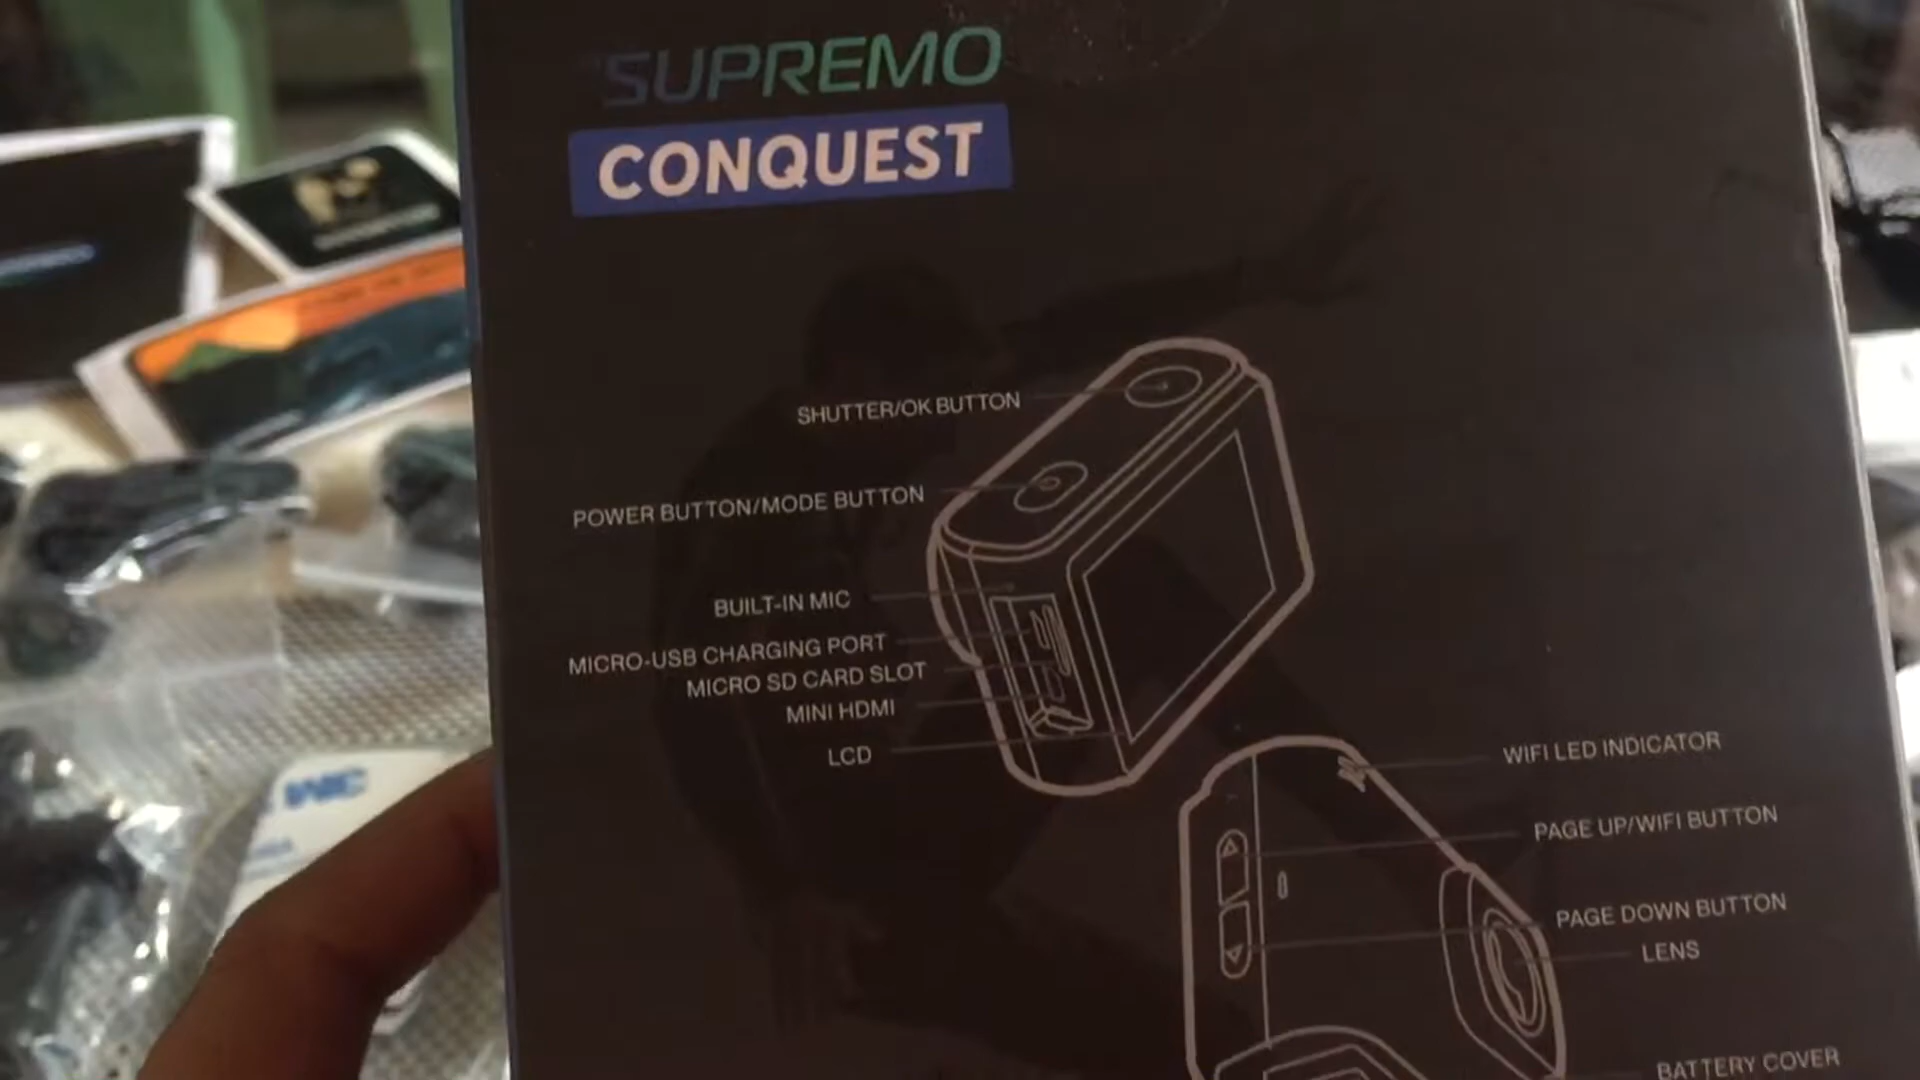 SUPREMO
CONQUEST
SHUTTER/OK BUTTON
POWER BUTTON/MODE BUTTON
BUILT-IN MIC
MICRO-USB CHARGING PORT
MICRO SD CARD SLOT
MINI HDMI
LCD
WIFI LED INDICATOR
PAGE UP/WIFI BUTTON
PAGE DOWN BUTTON
LENS
BATTERY COVER